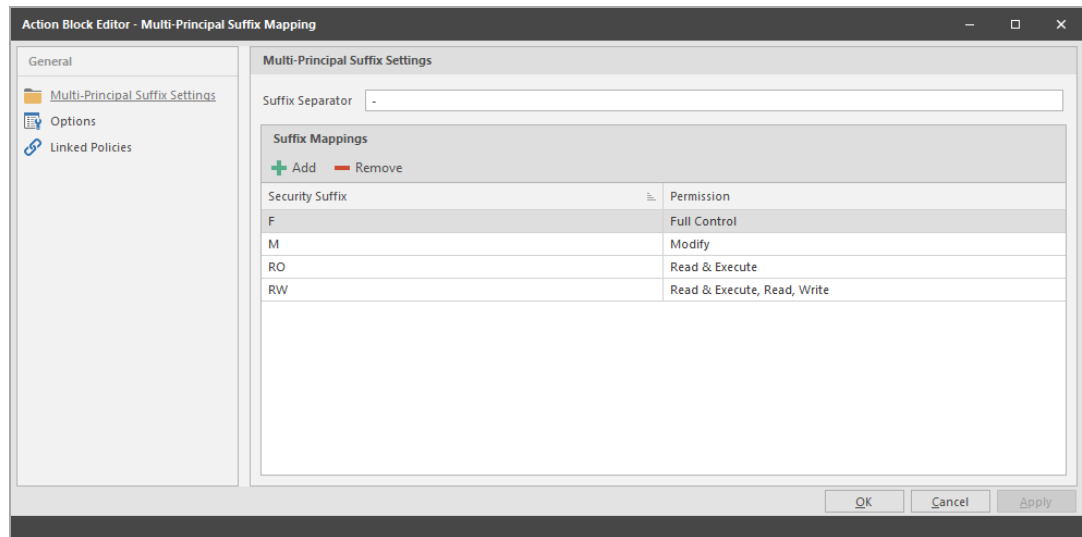 Action Block Editor - Multi-Principal Suffix Mapping
General
Multi-Principal Suffix Settings
Options
Linked Policies
Multi-Principal Suffix Settings
Suffix Separator -
Suffix Mappings
Add Remove
Security Suffix Permission
F Full Control
M Modify
RO Read & Execute
RW Read & Execute, Read, Write
OK Cancel Apply